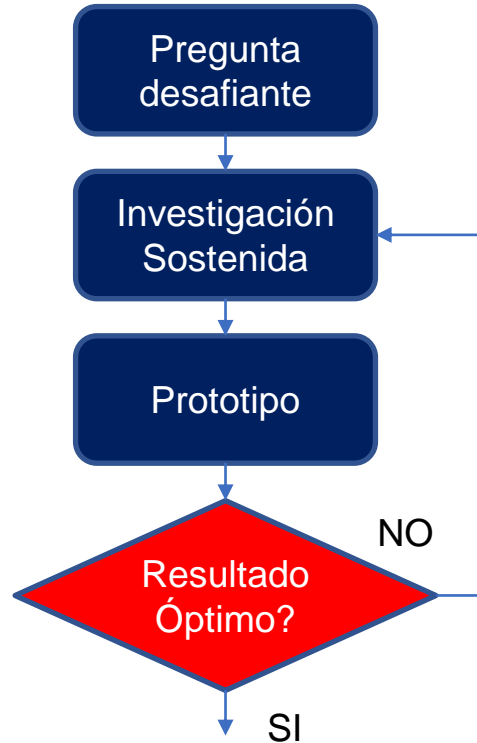 Pregunta
desafiante
Investigación
Sostenida
Prototipo
NO
Resultado
Óptimo?
SI